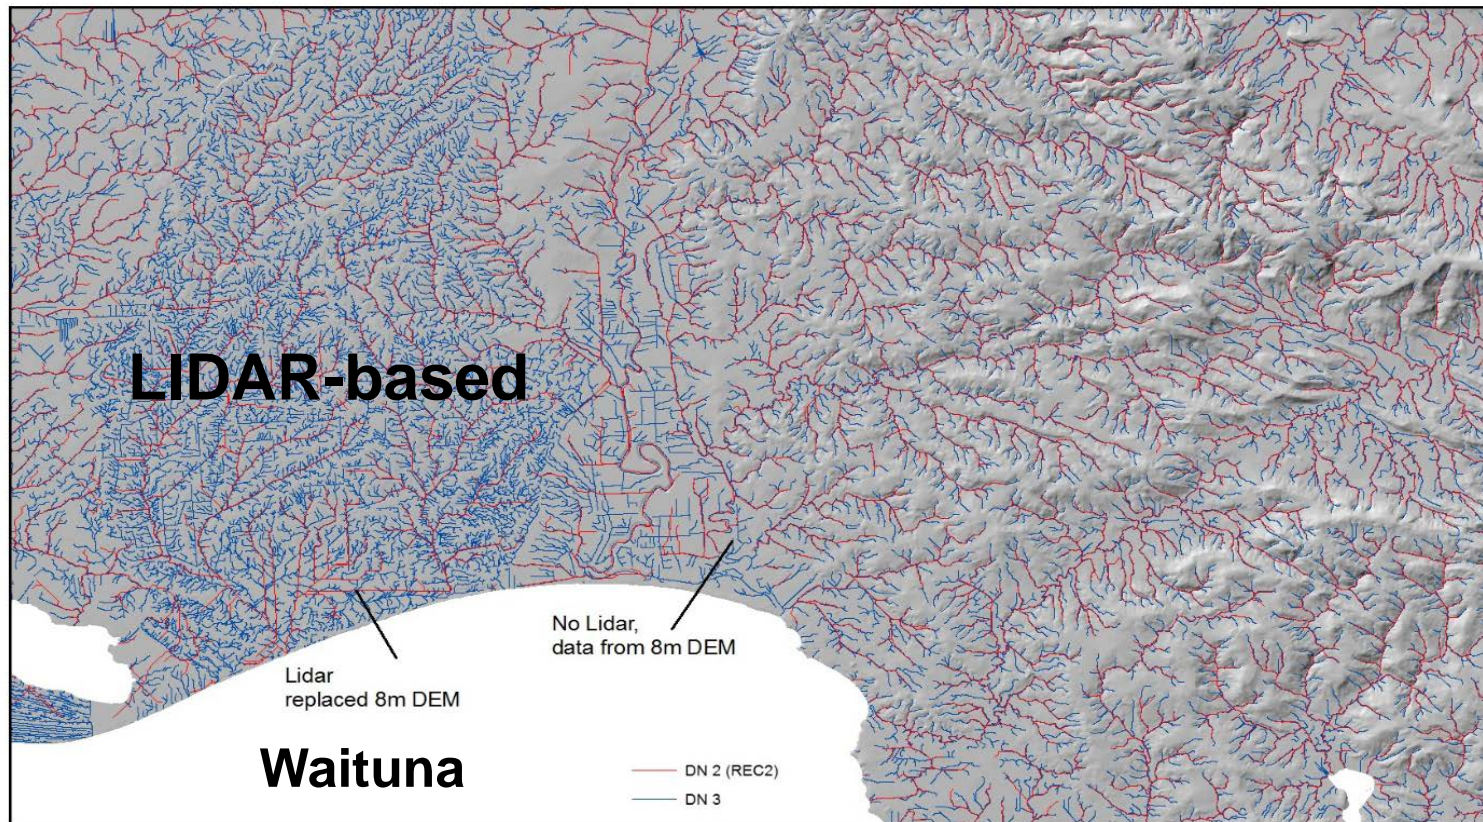 LIDAR-based
No Lidar,
data from 8m DEM
Lidar
replaced 8m DEM
Waituna
DN 2 (REC2)
DN 3